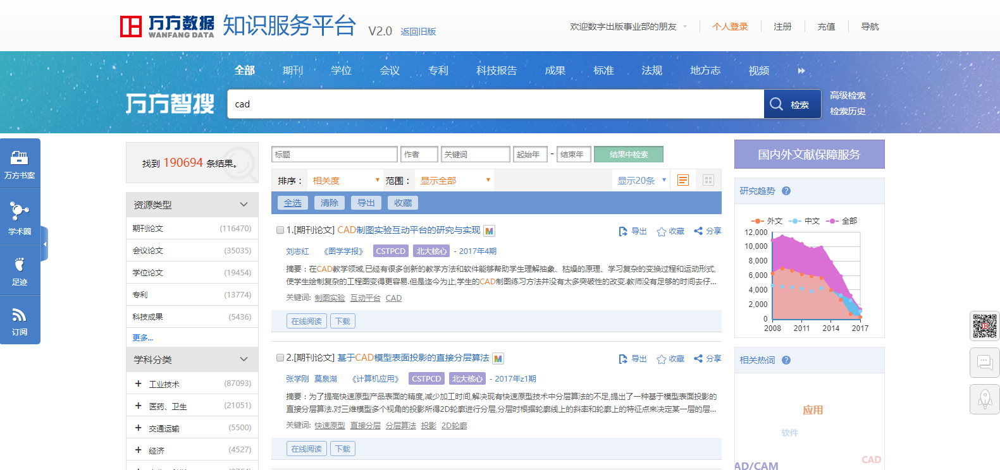 万方数据 知识服务平台 V2.0 返回旧版
WANFANG DATA
欢迎数字出版事业部的朋友 个人登录 注册 充值 导航
全部 期刊 学位 会议 专利 科技报告 成果 标准 法规 地方志 视频
万方智搜 cad 检索 高级检索
检索历史
万方书案
学术圈
足迹
订阅
找到 190694 条结果。
资源类型
期刊论文 (116470)
会议论文 (35035)
学位论文 (19454)
专利 (13774)
科技成果 (5436)
更多...
学科分类
+ 工业技术 (87093)
+ 医药、卫生 (21051)
+ 交通运输 (5500)
+ 经济 (4527)
标题 作者 关键词 起始年 - 结束年 结果中检索
排序： 相关度 范围： 显示全部 显示20条
全选 清除 导出 收藏
1.[期刊论文] CAD制图实验互动平台的研究与实现 M 导出 收藏 分享
刘志红 《图学学报》 CSTPCD 北大核心 - 2017年4期
摘要：在CAD教学领域,已经有很多创新的教学方法和软件能够帮助学生理解抽象、枯燥的原理、学习复杂的变换过程和运动形式,
使学生绘制复杂的工程图变得更容易.但是迄今为止,学生的CAD制图练习方法并没有太多突破性的改变.教师没有足够的时间去仔...
关键词: 制图实验 互动平台 CAD
在线阅读 下载
2.[期刊论文] 基于CAD模型表面投影的直接分层算法 M 导出 收藏 分享
张学刚 莫泉湖 《计算机应用》 CSTPCD 北大核心 - 2017年z1期
摘要：为了提高快速原型产品表面的精度,减少加工时间,解决现有快速原型技术中分层算法的不足,提出了一种基于模型表面投影的
直接分层算法.对三维模型多个视角的投影所得2D轮廓进行分层,分层时根据轮廓线上的斜率和轮廓上的特征点来决定某一层的层...
关键词: 快速原型 直接分层 分层算法 投影 2D轮廓
在线阅读 下载
国内外文献保障服务
研究趋势 ?
外文 中文 全部
12,000
10,000
8,000
6,000
4,000
2,000
0
2008 2011 2014 2017
相关热词 ?
应用
软件
CAD
AD/CAM